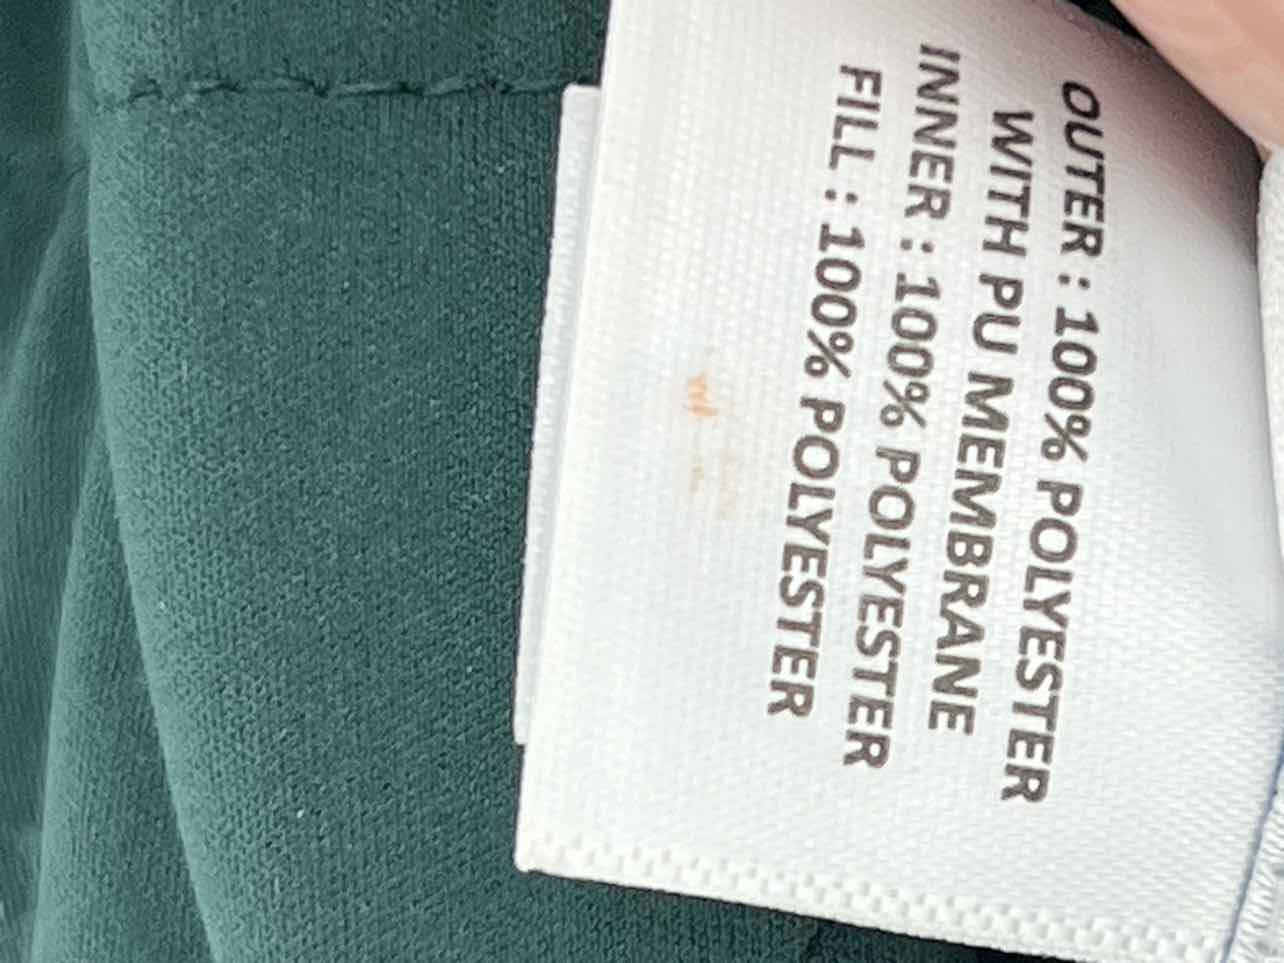 OUTER : 100% POLYESTER
WITH PU MEMBRANE
INNER : 100% POLYESTER
FILL : 100% POLYESTER